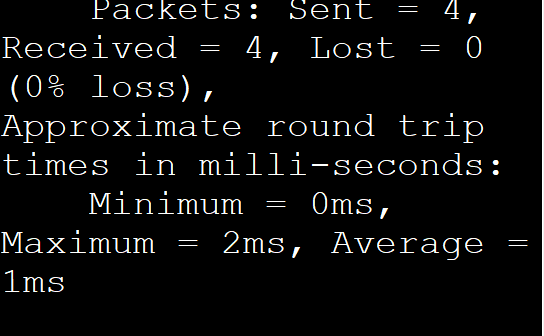 Packets: Sent = 4,
Received = 4, Lost = 0
(0% loss),
Approximate round trip
times in milli-seconds:
Minimum = 0ms,
Maximum = 2ms, Average =
1ms